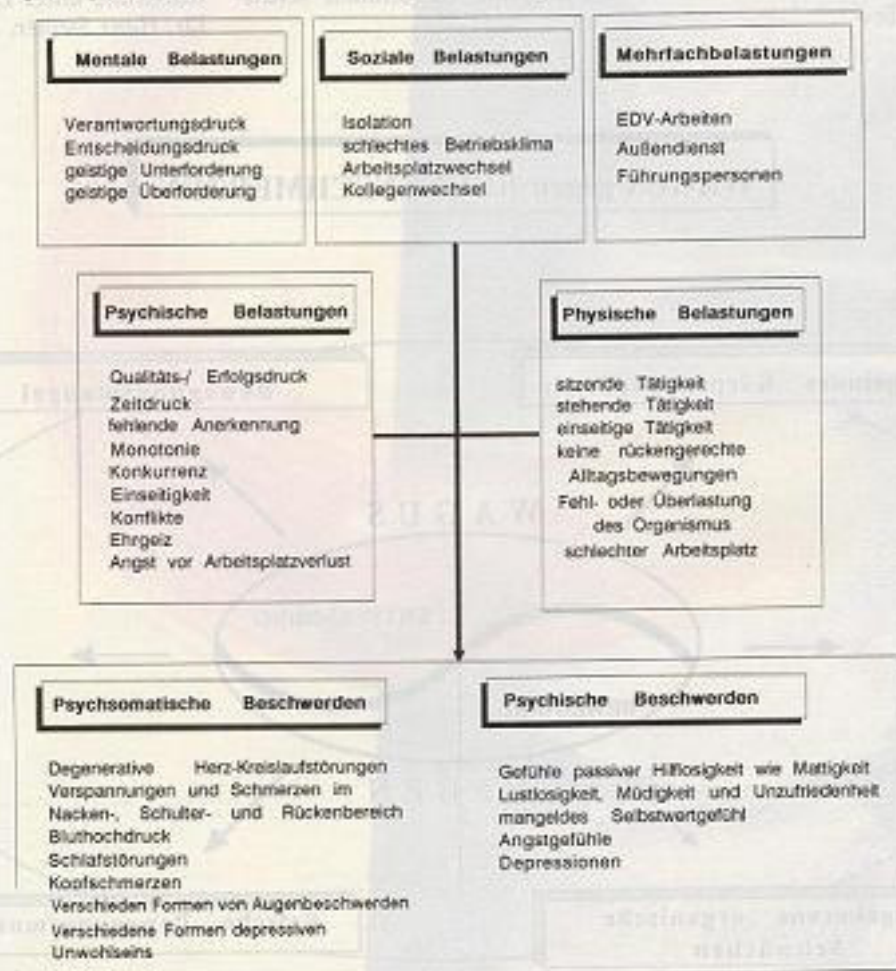 Mentale Belastungen
Verantwortungsdruck
Entscheidungsdruck
geistige Unterforderung
geistige Überforderung
Soziale Belastungen
Isolation
schlechtes Betriebsklima
Arbeitsplatzwechsel
Kollegenwechsel
Mehrfachbelastungen
EDV-Arbeiten
Außendienst
Führungspersonen
Psychische Belastungen
Qualitäts-/ Erfolgsdruck
Zeitdruck
fehlende Anerkennung
Monotonie
Konkurrenz
Einseitigkeit
Konflikte
Ehrgeiz
Angst vor Arbeitsplatzverlust
Physische Belastungen
sitzende Tätigkeit
stehende Tätigkeit
einseitige Tätigkeit
keine rückengerechte
Alltagsbewegungen
Fehl- oder Überlastung
des Organismus
schlechter Arbeitsplatz
Psychsomatische Beschwerden
Degenerative Herz-Kreislaufstörungen
Verspannungen und Schmerzen im
Nacken-, Schulter- und Rückenbereich
Bluthochdruck
Schlafstörungen
Kopfschmerzen
Verschieden Formen von Augenbeschwerden
Verschiedene Formen depressiven
Unwohlseins
Psychische Beschwerden
Gefühle passiver Hilflosigkeit wie Mattigkeit
Lustlosigkeit, Müdigkeit und Unzufriedenheit
mangeldes Selbstwertgefühl
Angstgefühle
Depressionen